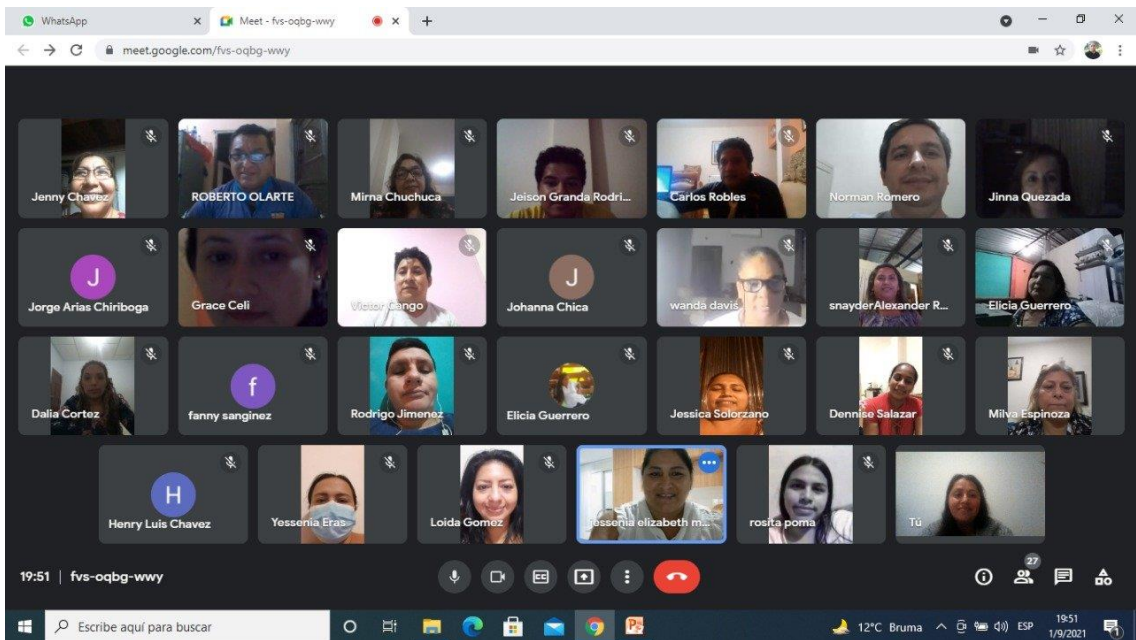 WhatsApp
Meet - fvs-oqbg-wwy
meet.google.com/fvs-oqbg-wwy
Jenny Chavez
ROBERTO OLARTE
Mirna Chuchuca
Jeison Granda Rodri...
Carlos Robles
Norman Romero
Jinna Quezada
J
Jorge Arias Chiriboga
Grace Celi
Victor Cango
J
Johanna Chica
wanda davis
snayderAlexander R...
Elicia Guerrero
Dalia Cortez
f
fanny sanginez
Rodrigo Jimenez
Elicia Guerrero
Jessica Solorzano
Dennise Salazar
Milva Espinoza
H
Henry Luis Chavez
Yessenia Eras
Loida Gomez
jessenia elizabeth m...
rosita poma
Tú
19:51 | fvs-oqbg-wwy
CC
27
Escribe aquí para buscar
12°C Bruma
ESP
19:51
1/9/2021